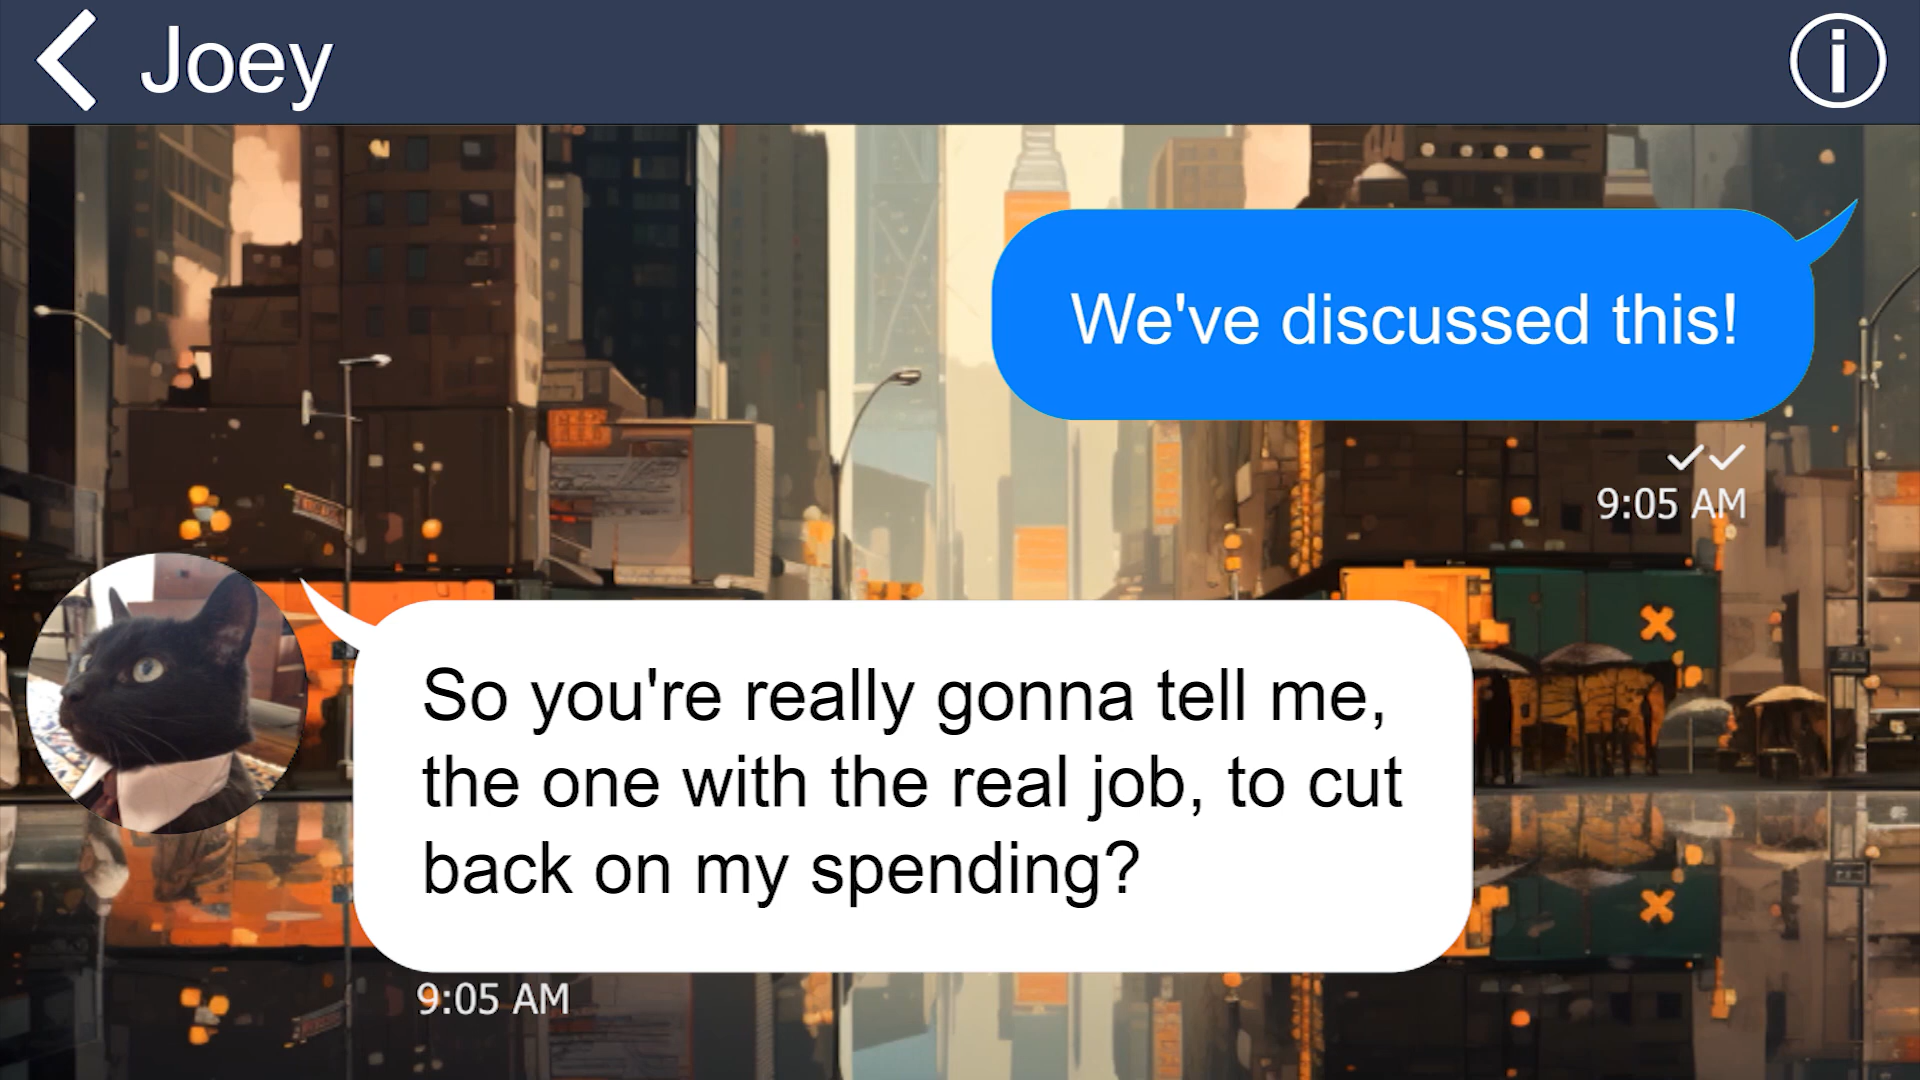 Joey
We've discussed this!
9:05 AM
So you're really gonna tell me,
the one with the real job, to cut
back on my spending?
9:05 AM